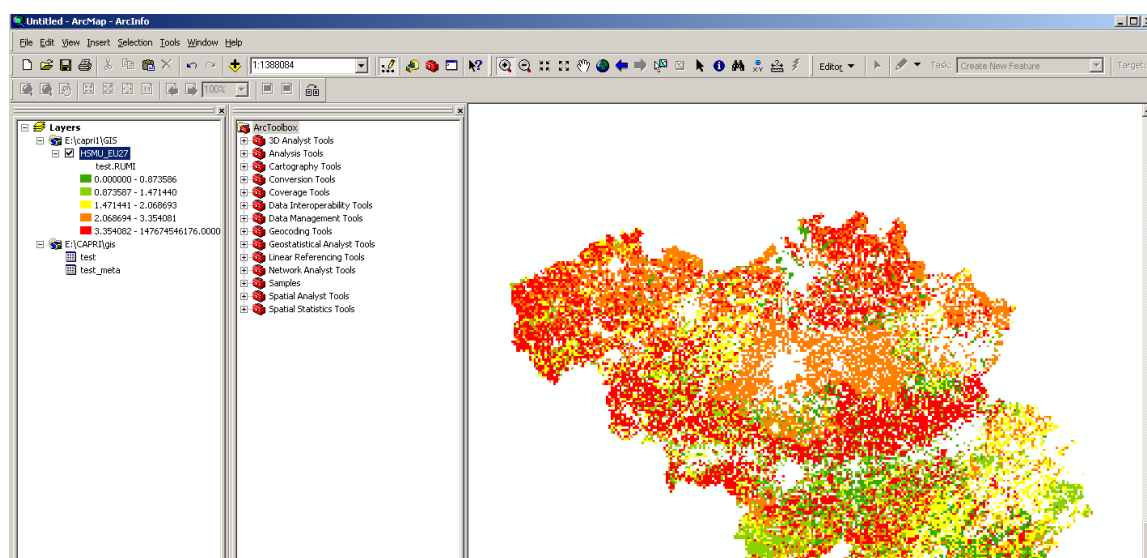 Untitled - ArcMap - ArcInfo
File Edit View Insert Selection Tools Window Help
1:1388084 Editor Task: Create New Feature Target:
100%
Layers
E:\capri1\GIS
HSMU_EU27
test.RUMI
0.000000 - 0.873586
0.873587 - 1.471440
1.471441 - 2.068693
2.068694 - 3.354081
3.354082 - 147674546176.0000
E:\CAPRI\gis
test
test_meta
ArcToolbox
3D Analyst Tools
Analysis Tools
Cartography Tools
Conversion Tools
Coverage Tools
Data Interoperability Tools
Data Management Tools
Geocoding Tools
Geostatistical Analyst Tools
Linear Referencing Tools
Network Analyst Tools
Samples
Spatial Analyst Tools
Spatial Statistics Tools